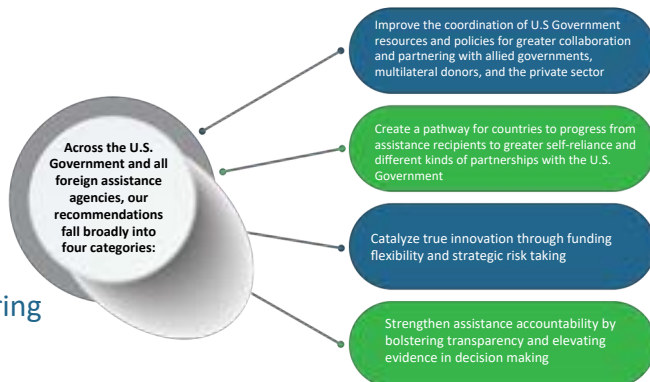 Across the U.S.
Government and all
foreign assistance
agencies, our
recommendations
fall broadly into
four categories:
Improve the coordination of U.S Government
resources and policies for greater collaboration
and partnering with allied governments,
multilateral donors, and the private sector
Create a pathway for countries to progress from
assistance recipients to greater self-reliance and
different kinds of partnerships with the U.S.
Government
Catalyze true innovation through funding
flexibility and strategic risk taking
Strengthen assistance accountability by
bolstering transparency and elevating
evidence in decision making
ring